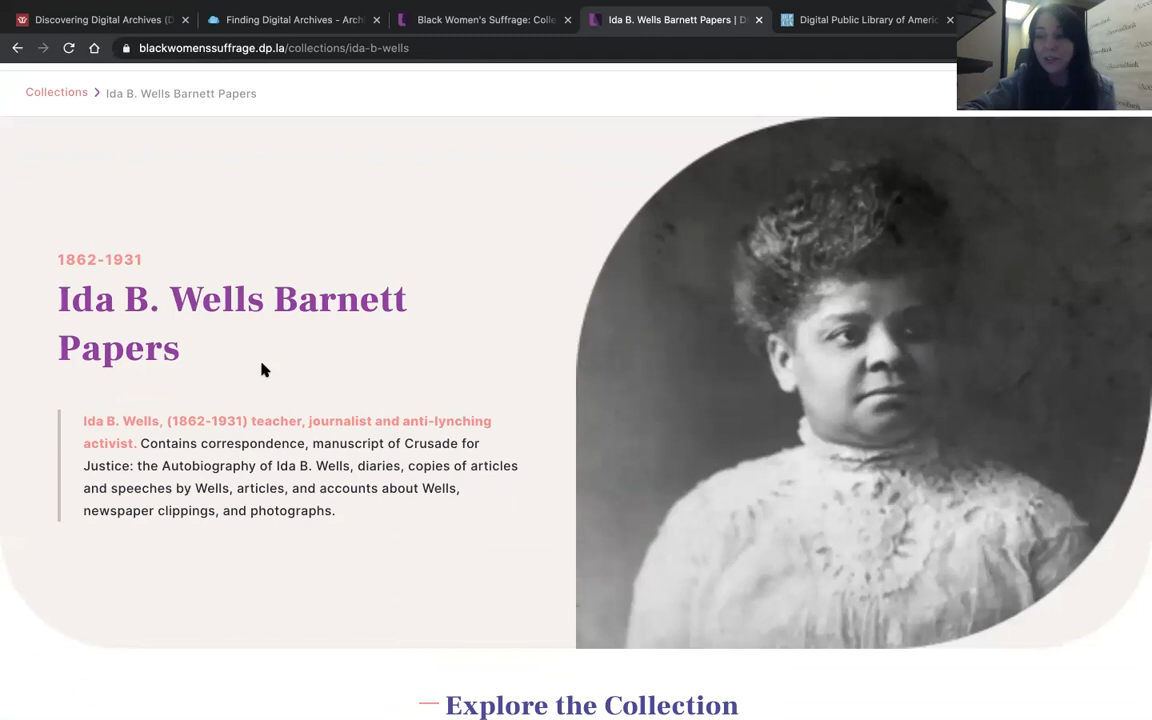 Discovering Digital Archives (D
Finding Digital Archives - Arch
Black Women's Suffrage: Colle
Ida B. Wells Barnett Papers | D
Digital Public Library of Americ
blackwomenssuffrage.dp.la/collections/ida-b-wells
Collections > Ida B. Wells Barnett Papers
1862-1931
Ida B. Wells Barnett
Papers
Ida B. Wells, (1862-1931) teacher, journalist and anti-lynching
activist. Contains correspondence, manuscript of Crusade for
Justice: the Autobiography of Ida B. Wells, diaries, copies of articles
and speeches by Wells, articles, and accounts about Wells,
newspaper clippings, and photographs.
Explore the Collection